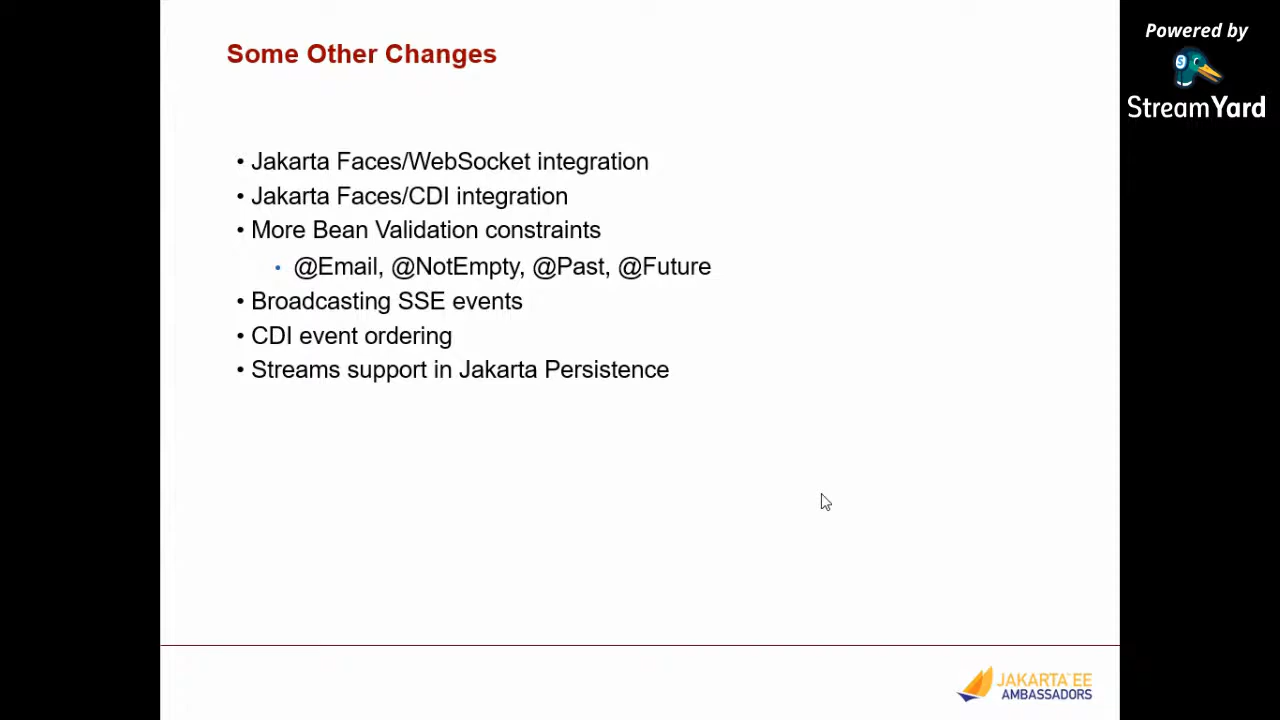 Some Other Changes
Powered by
StreamYard
• Jakarta Faces/WebSocket integration
• Jakarta Faces/CDI integration
• More Bean Validation constraints
• @Email, @NotEmpty, @Past, @Future
• Broadcasting SSE events
• CDI event ordering
• Streams support in Jakarta Persistence
JAKARTA EE
AMBASSADORS